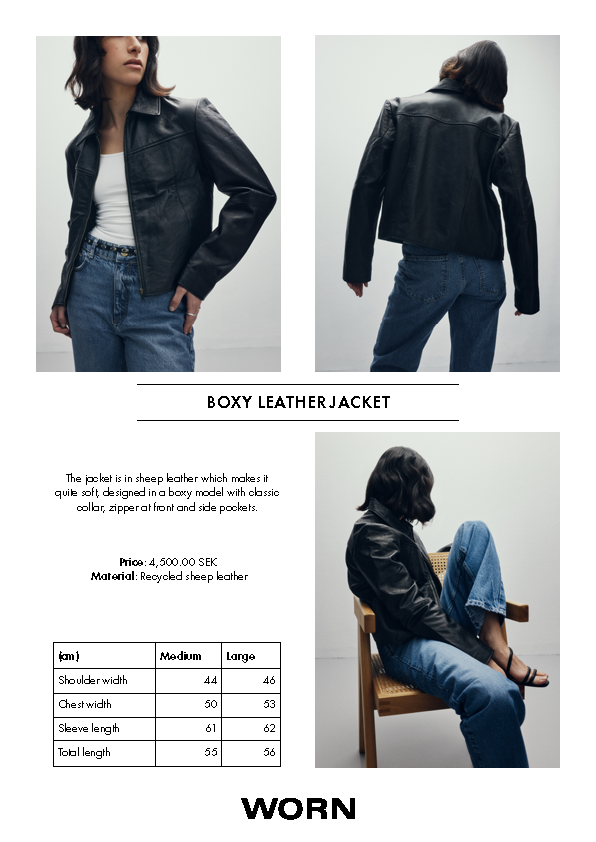 BOXY LEATHER JACKET
The jacket is in sheep leather which makes it
quite soft, designed in a boxy model with classic
collar, zipper at front and side pockets.
Price: 4,500.00 SEK
Material: Recycled sheep leather
(cm) Medium Large
Shoulder width 44 46
Chest width 50 53
Sleeve length 61 62
Total length 55 56
WORN